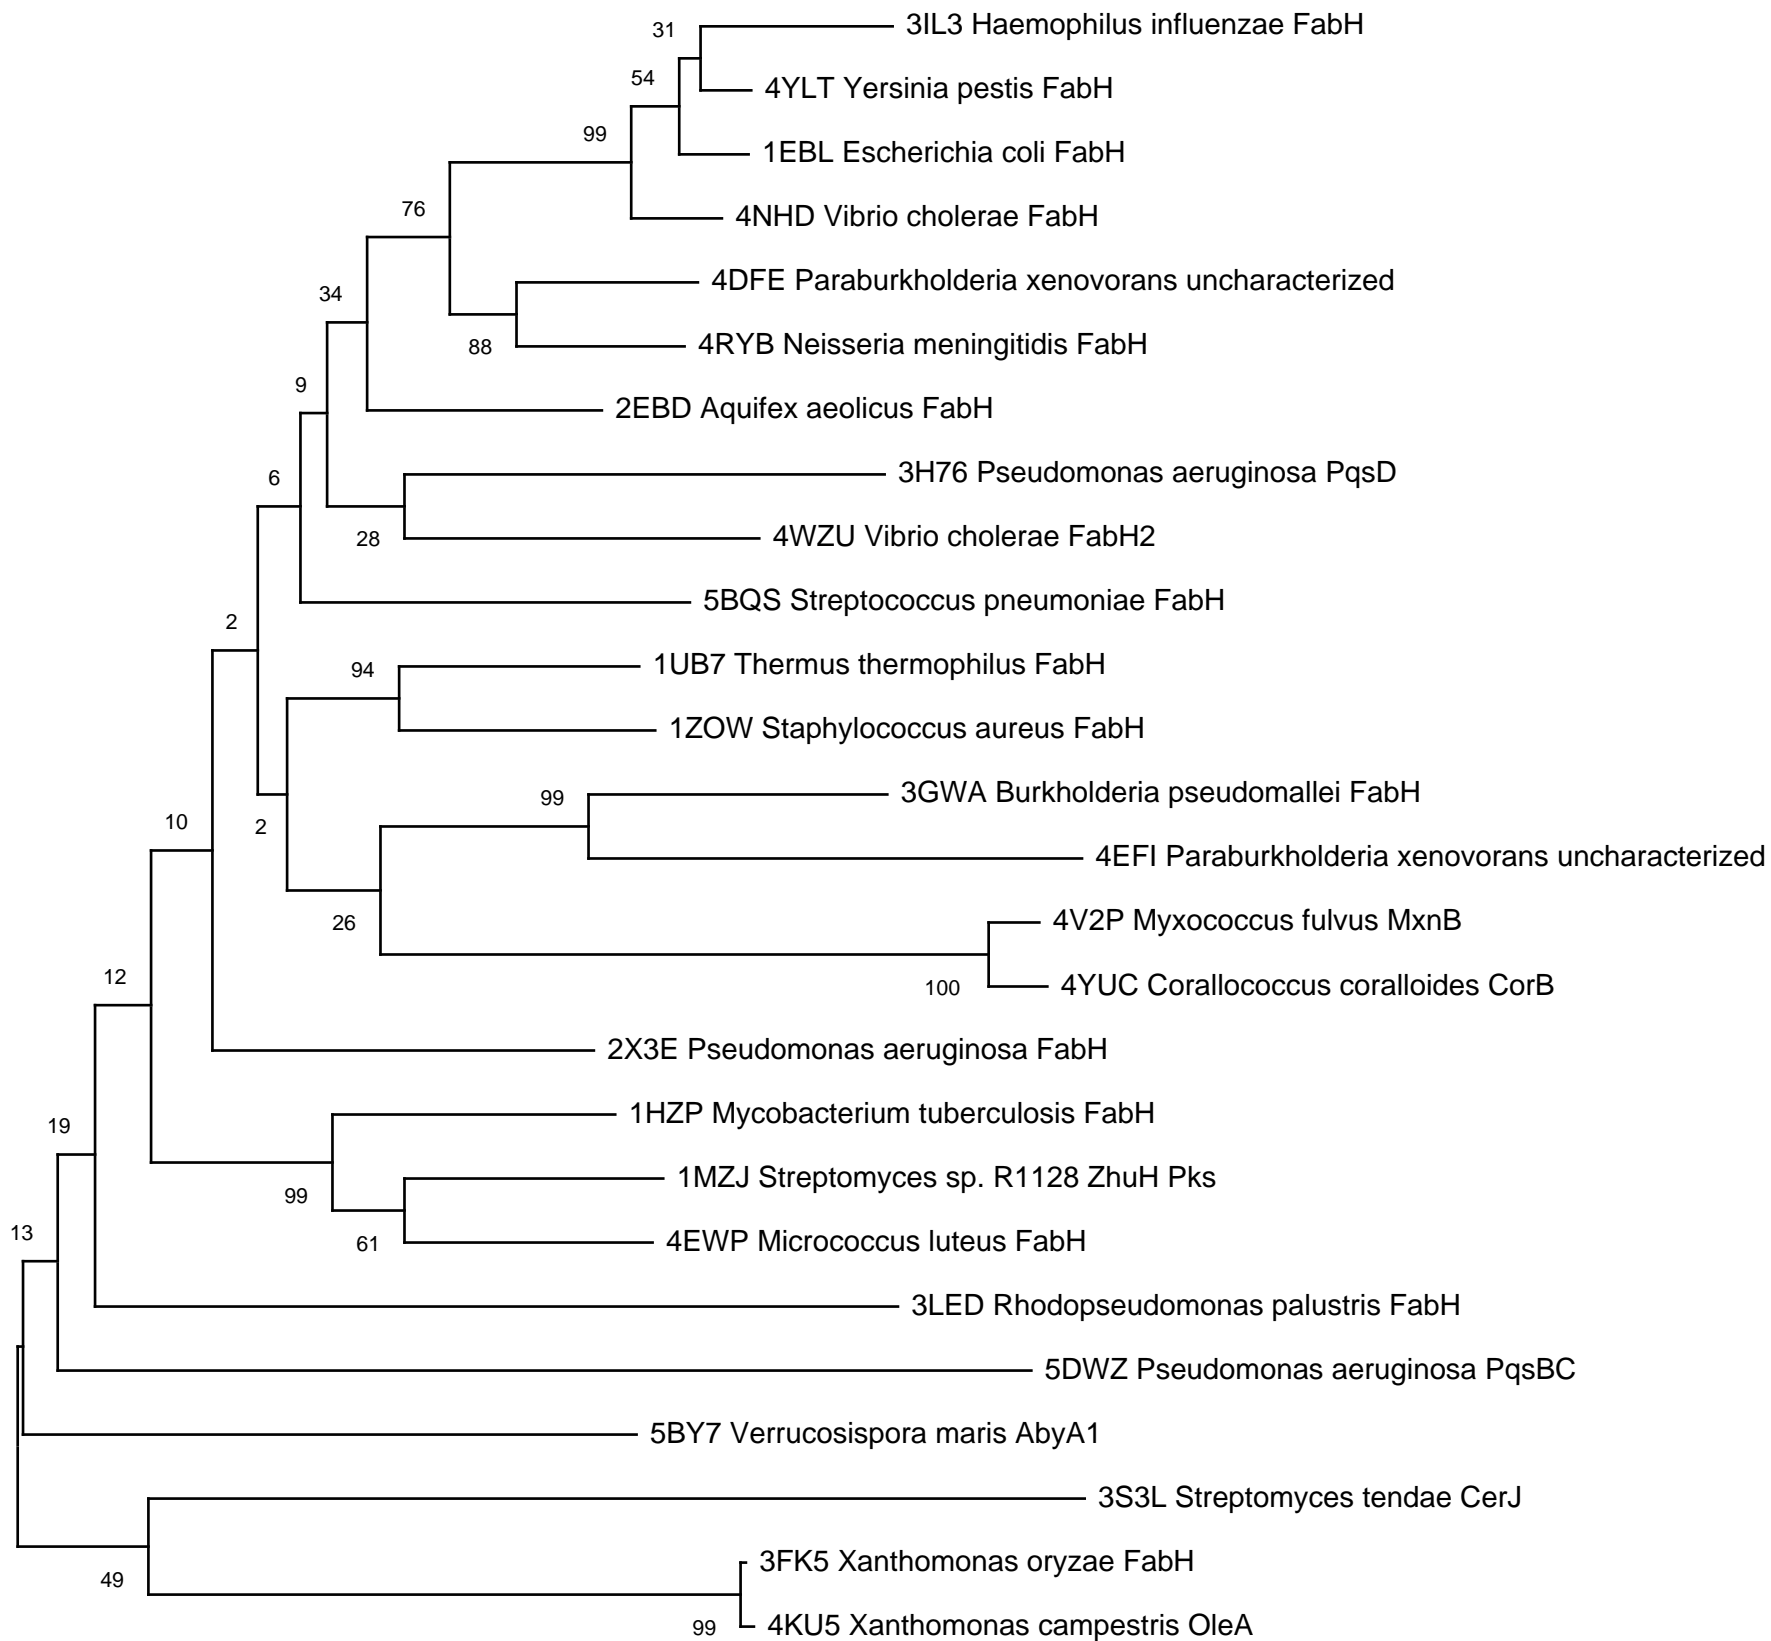 31
3IL3 Haemophilus influenzae FabH
54
4YLT Yersinia pestis FabH
99
1EBL Escherichia coli FabH
76
4NHD Vibrio cholerae FabH
4DFE Paraburkholderia xenovorans uncharacterized
34
88
4RYB Neisseria meningitidis FabH
9
2EBD Aquifex aeolicus FabH
6
3H76 Pseudomonas aeruginosa PqsD
28
4WZU Vibrio cholerae FabH2
5BQS Streptococcus pneumoniae FabH
2
94
1UB7 Thermus thermophilus FabH
1ZOW Staphylococcus aureus FabH
99
3GWA Burkholderia pseudomallei FabH
10
2
4EFI Paraburkholderia xenovorans uncharacterized
26
4V2P Myxococcus fulvus MxnB
12
100
4YUC Corallococcus coralloides CorB
2X3E Pseudomonas aeruginosa FabH
19
1HZP Mycobacterium tuberculosis FabH
99
1MZJ Streptomyces sp. R1128 ZhuH Pks
13
61
4EWP Micrococcus luteus FabH
3LED Rhodopseudomonas palustris FabH
5DWZ Pseudomonas aeruginosa PqsBC
5BY7 Verrucosispora maris AbyA1
3S3L Streptomyces tendae CerJ
49
3FK5 Xanthomonas oryzae FabH
99
4KU5 Xanthomonas campestris OleA